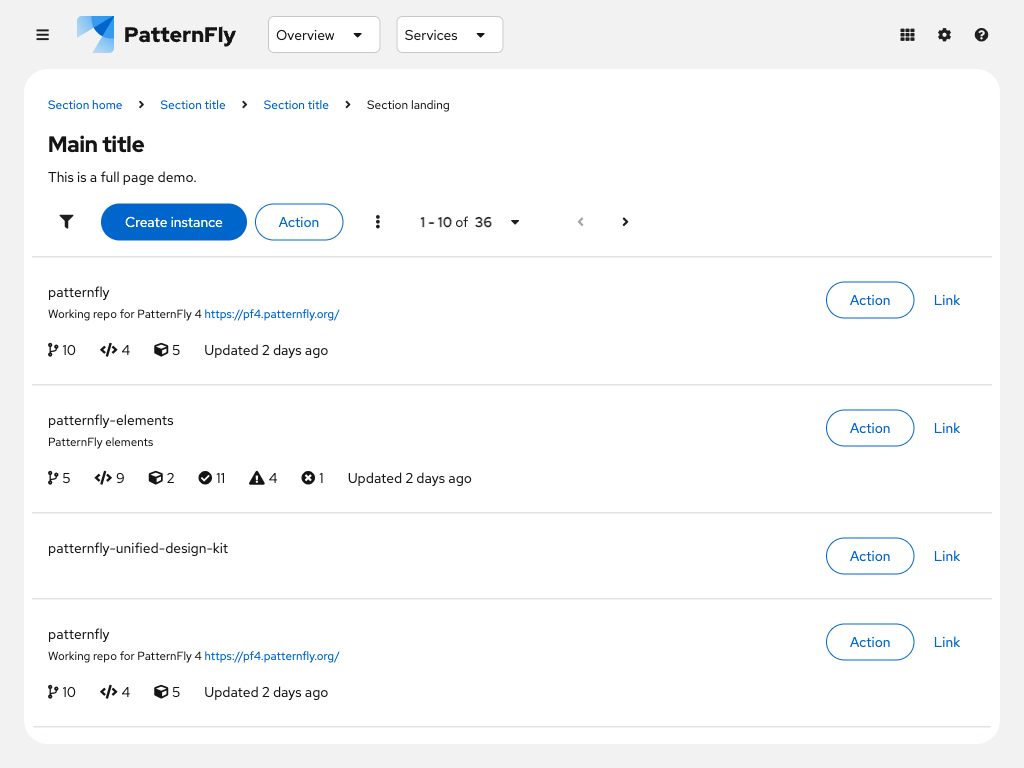 PatternFly Overview Services
Section home Section title Section title Section landing
Main title
This is a full page demo.
Create instance Action 1 - 10 of 36
patternfly
Working repo for PatternFly 4 https://pf4.patternfly.org/
Action Link
10 4 5 Updated 2 days ago
patternfly-elements
PatternFly elements
Action Link
5 9 2 11 4 1 Updated 2 days ago
patternfly-unified-design-kit
Action Link
patternfly
Working repo for PatternFly 4 https://pf4.patternfly.org/
Action Link
10 4 5 Updated 2 days ago